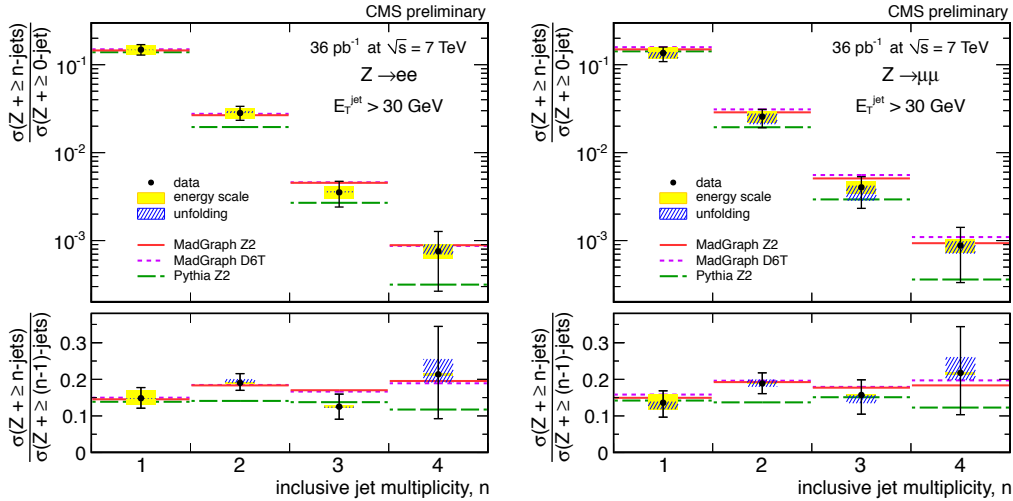 CMS preliminary
σ(Z + ≥ n-jets)
σ(Z + ≥ 0-jet)
36 pb⁻¹ at √s = 7 TeV
Z →ee
E_T^jet > 30 GeV
10⁻¹
10⁻²
10⁻³
data
energy scale
unfolding
MadGraph Z2
MadGraph D6T
Pythia Z2
σ(Z + ≥ n-jets)
σ(Z + ≥ (n-1)-jets)
0.3
0.2
0.1
0
1 2 3 4
inclusive jet multiplicity, n
CMS preliminary
σ(Z + ≥ n-jets)
σ(Z + ≥ 0-jet)
36 pb⁻¹ at √s = 7 TeV
Z →μμ
E_T^jet > 30 GeV
10⁻¹
10⁻²
10⁻³
data
energy scale
unfolding
MadGraph Z2
MadGraph D6T
Pythia Z2
σ(Z + ≥ n-jets)
σ(Z + ≥ (n-1)-jets)
0.3
0.2
0.1
0
1 2 3 4
inclusive jet multiplicity, n